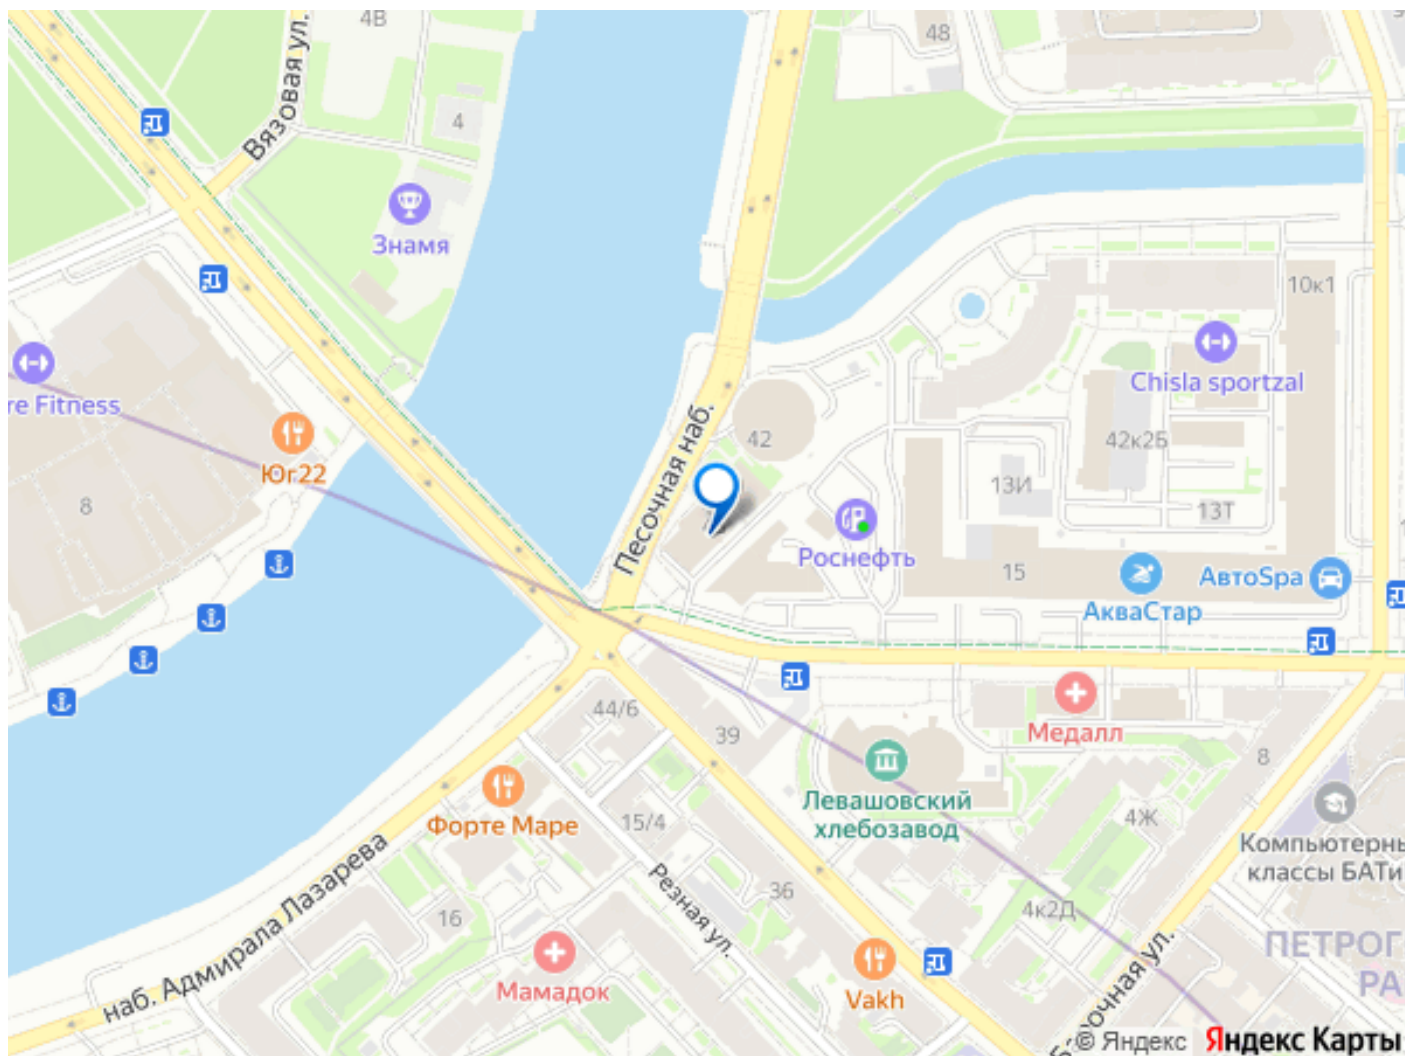 4В
48
Вязовая ул.
4
Знамя
10к1
Chisla sportzal
re Fitness
Песочная наб.
42
42к2Б
Юг22
13И
8
13Т
Роснефть
15
АвтоSpa
АкваСтар
44/6
39
Медалл
8
Левашовский
хлебозавод
Форте Маре
15/4
4Ж
Компьютерны
классы БАТи
наб. Адмирала Лазарева
Резная ул.
36
16
4к2Д
ПЕТРОГ
РА
Мамадок
Vakh
очная ул.
© Яндекс Яндекс Карты